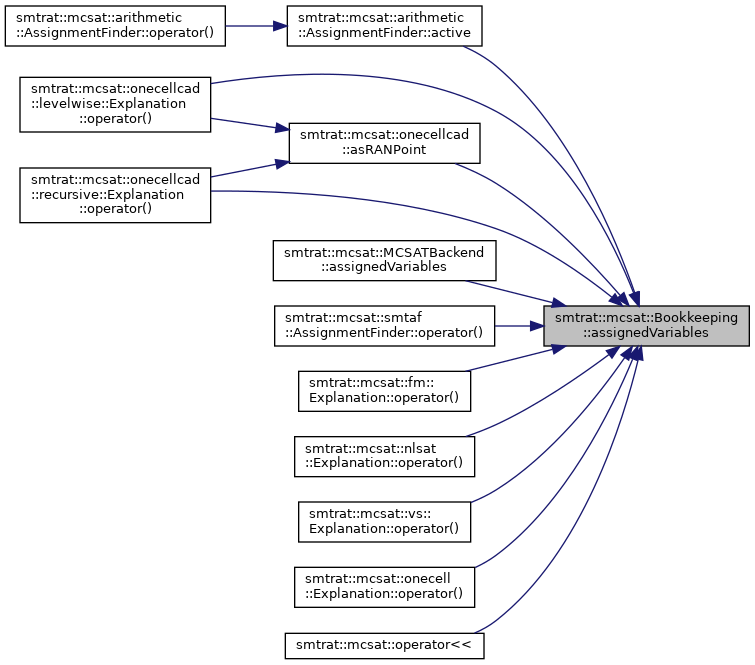 smtrat::mcsat::arithmetic
::AssignmentFinder::operator()
smtrat::mcsat::arithmetic
::AssignmentFinder::active
smtrat::mcsat::onecellcad
::levelwise::Explanation
::operator()
smtrat::mcsat::onecellcad
::asRANPoint
smtrat::mcsat::onecellcad
::recursive::Explanation
::operator()
smtrat::mcsat::MCSATBackend
::assignedVariables
smtrat::mcsat::smtaf
::AssignmentFinder::operator()
smtrat::mcsat::Bookkeeping
::assignedVariables
smtrat::mcsat::fm::
Explanation::operator()
smtrat::mcsat::nlsat
::Explanation::operator()
smtrat::mcsat::vs::
Explanation::operator()
smtrat::mcsat::onecell
::Explanation::operator()
smtrat::mcsat::operator<<